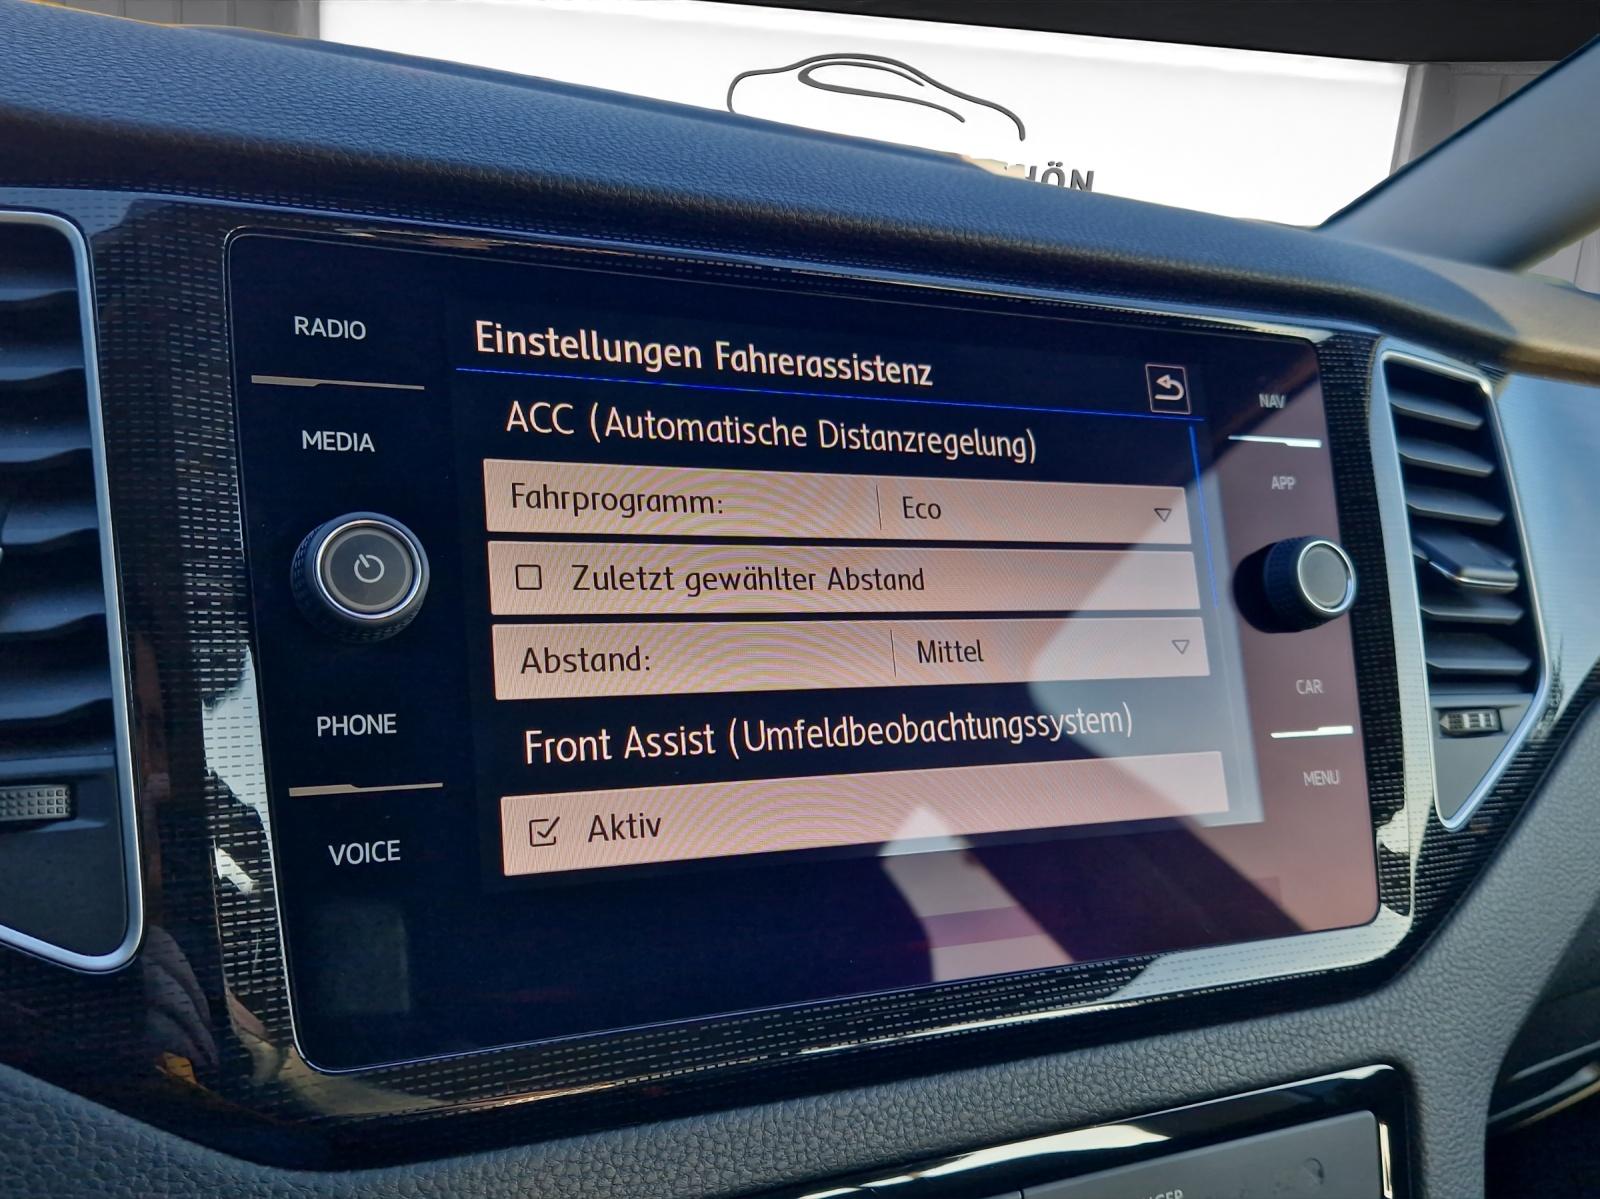 RADIO
MEDIA
PHONE
VOICE
Einstellungen Fahrerassistenz
ACC (Automatische Distanzregelung)
Fahrprogramm: Eco
Zuletzt gewählter Abstand
Abstand: Mittel
Front Assist (Umfeldbeobachtungssystem)
Aktiv
NAV
APP
CAR
MENU